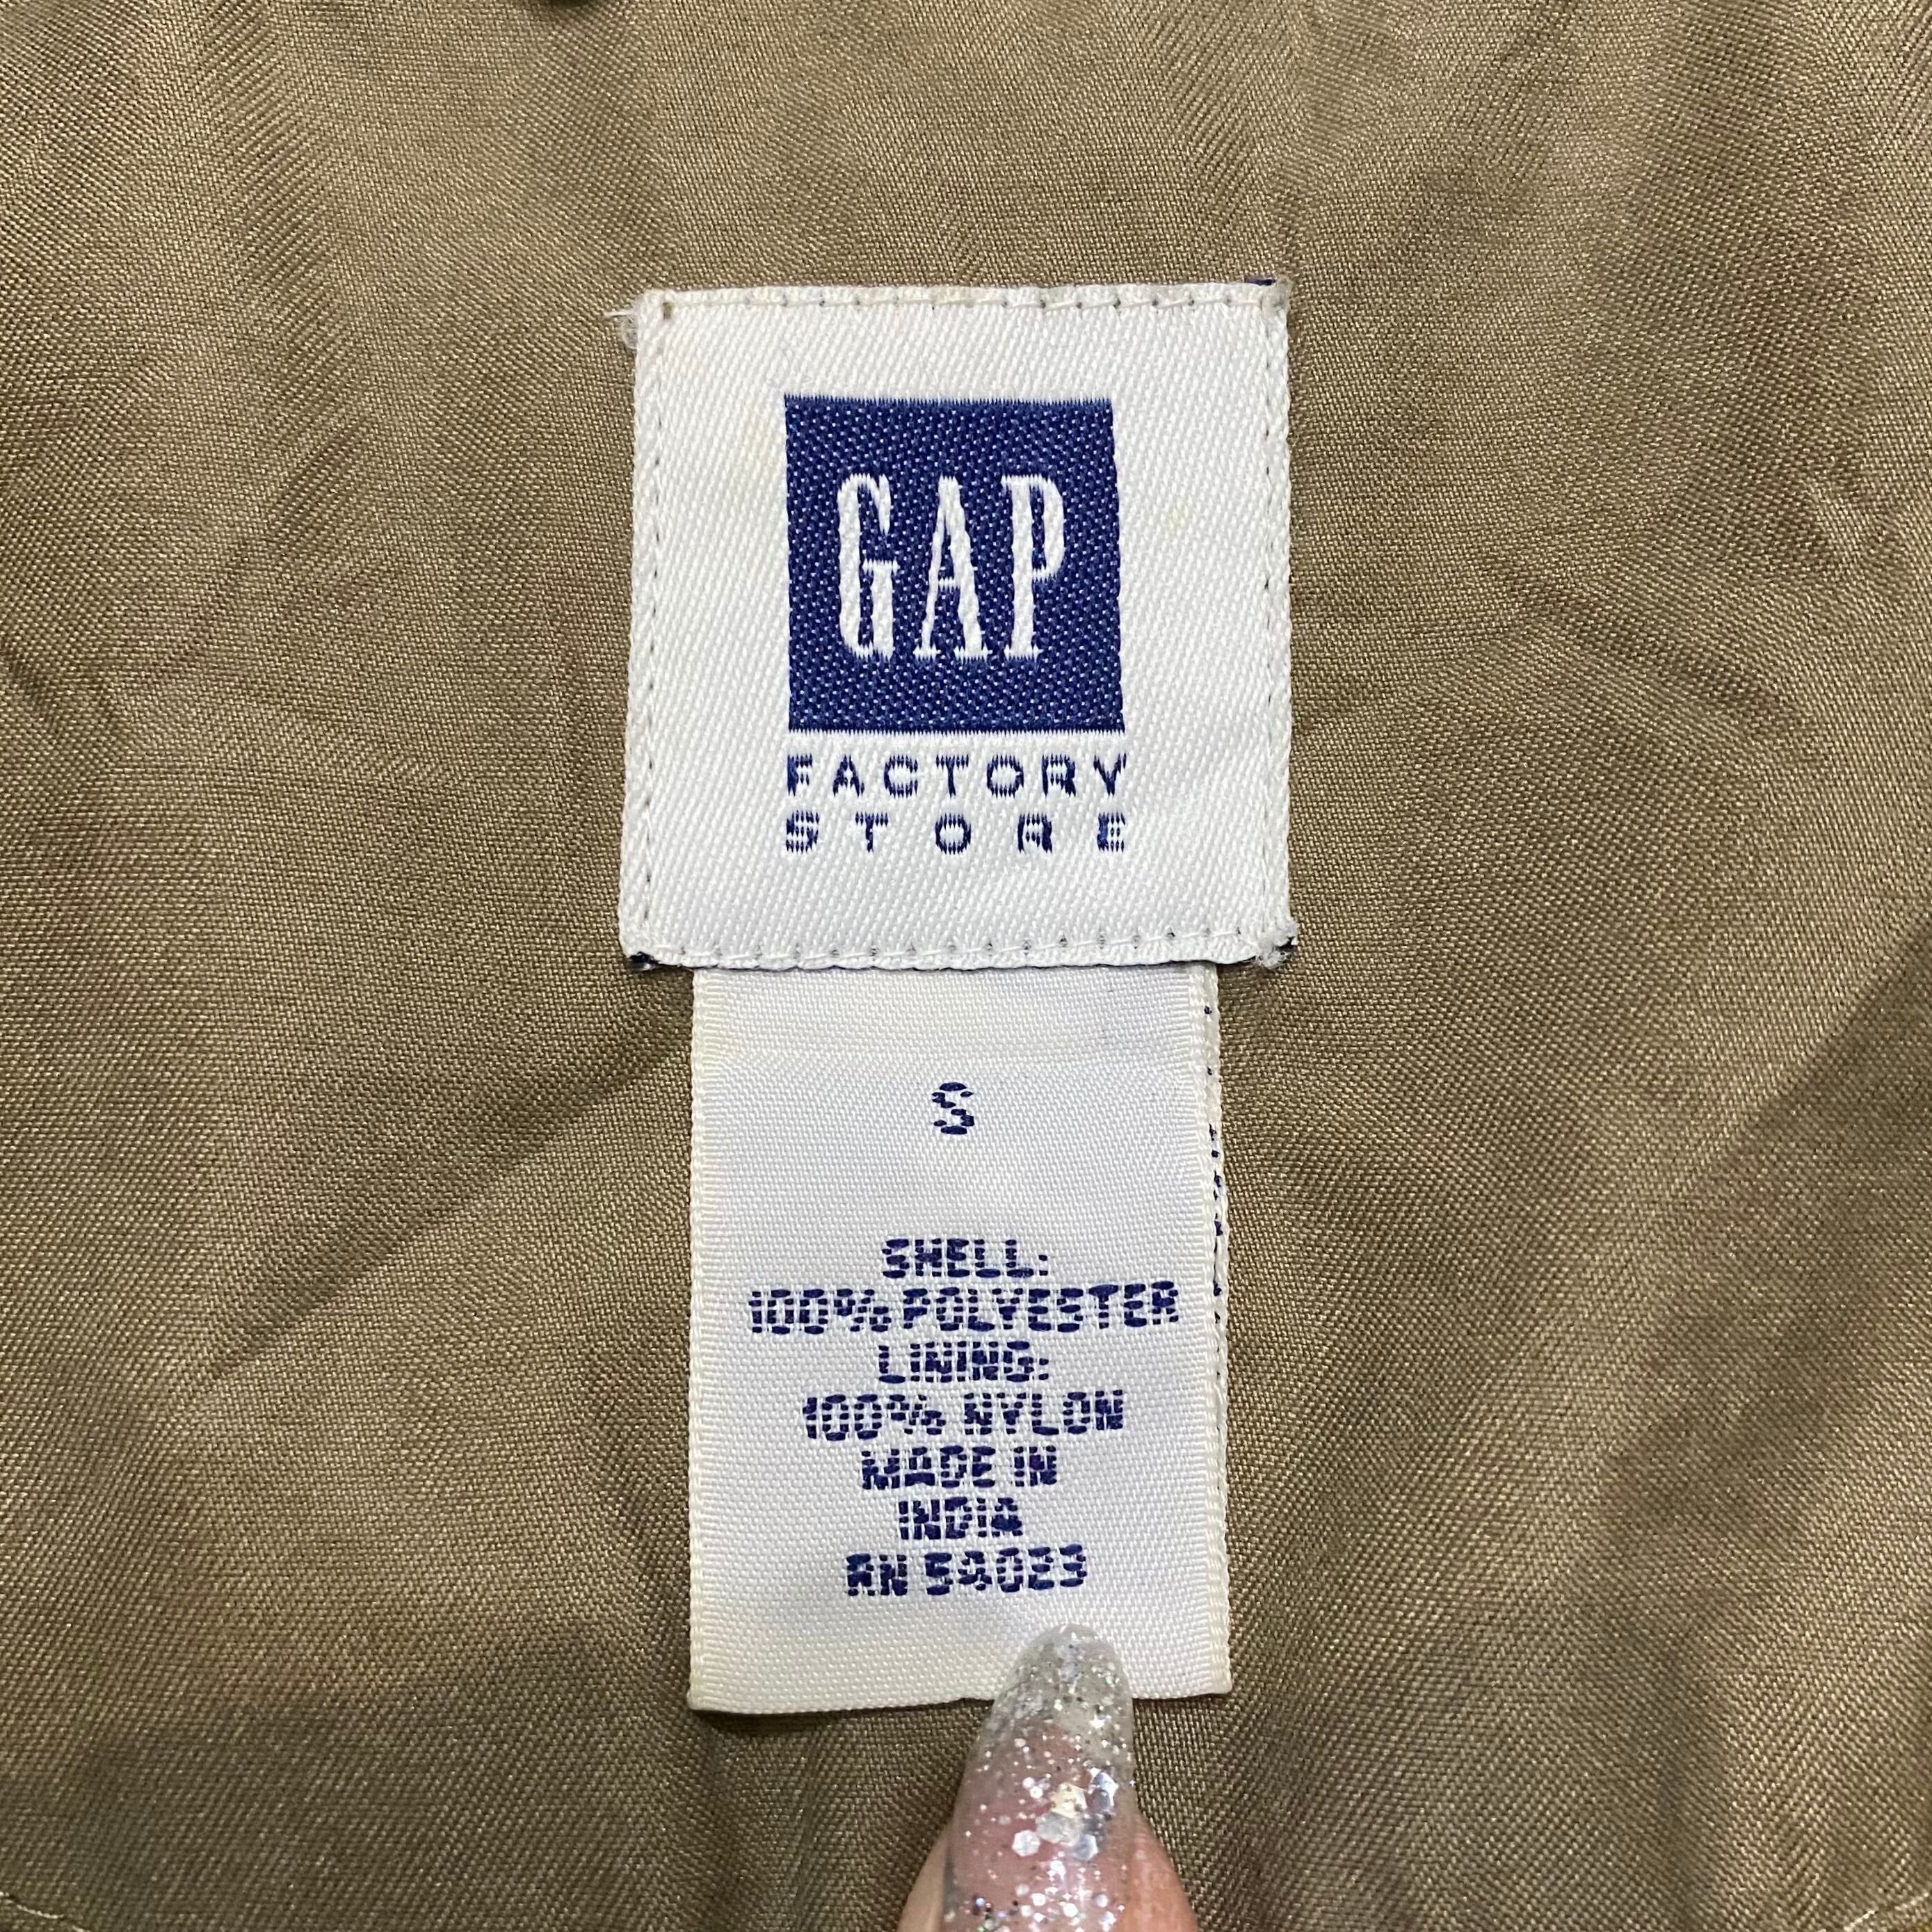 GAP
FACTORY
STORE
S
SHELL:
100% POLYESTER
LINING:
100% NYLON
MADE IN
INDIA
RN 54023